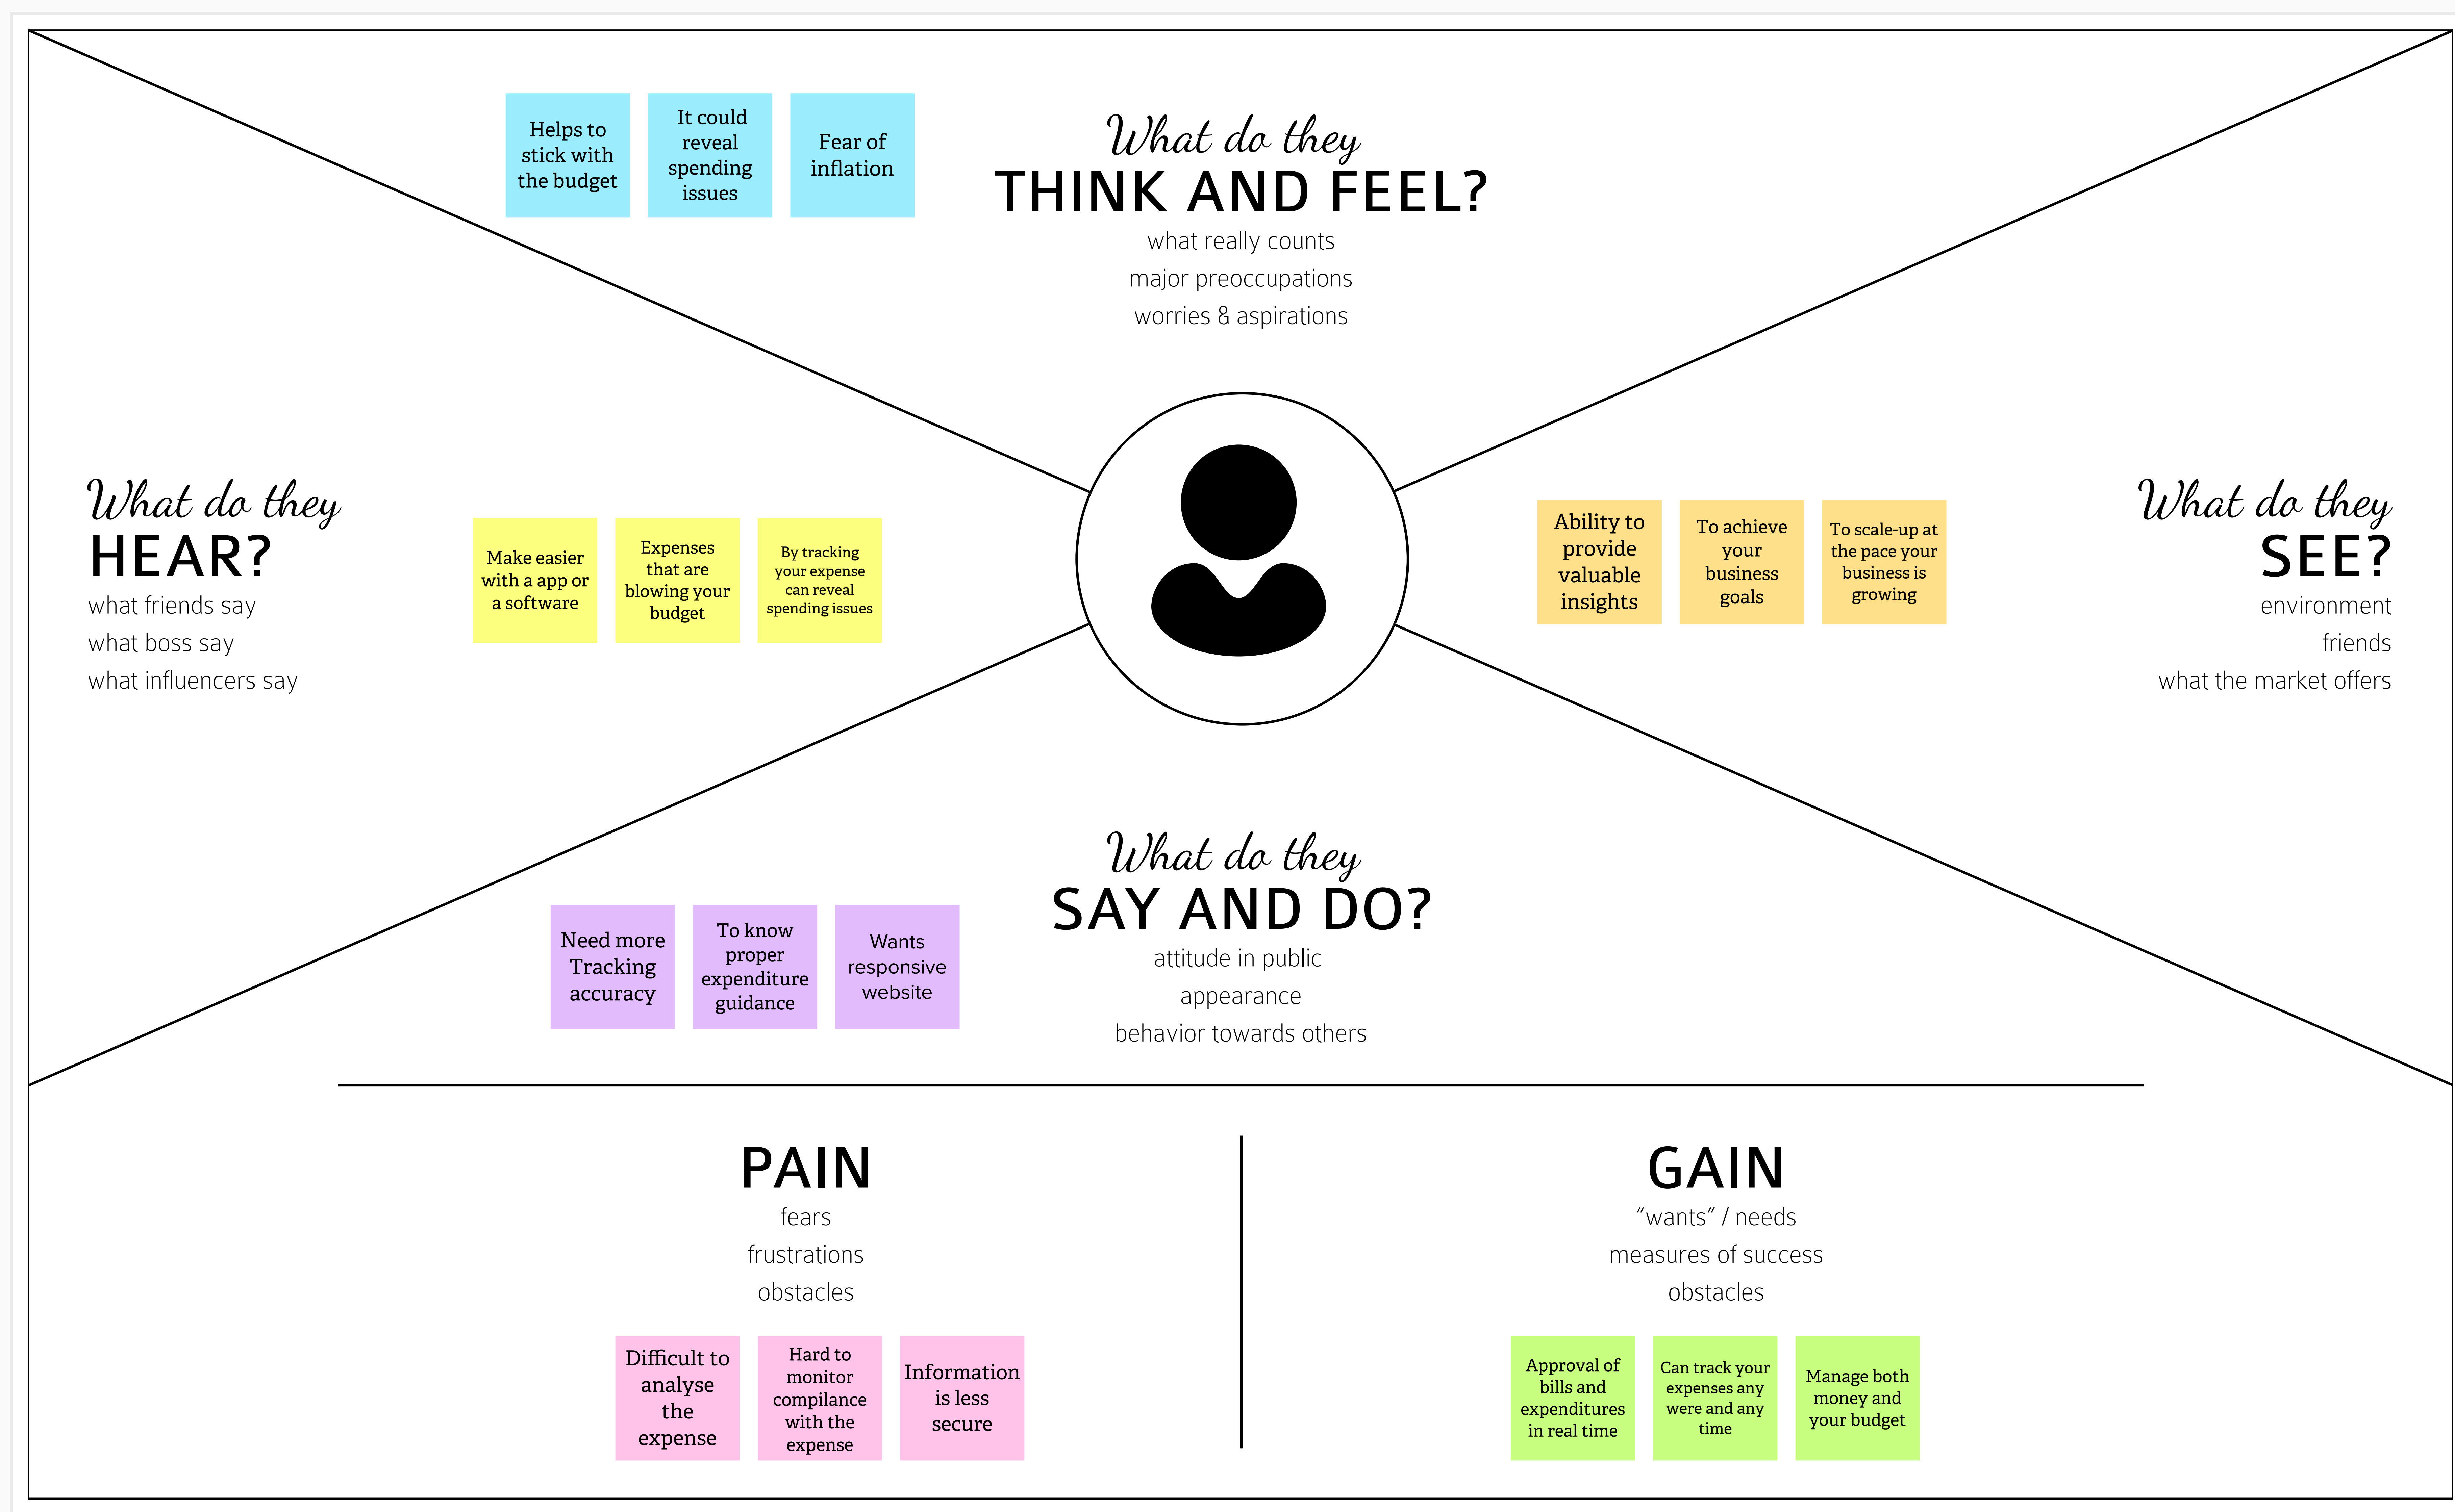 Helps to
stick with
the budget
It could
reveal
spending
issues
Fear of
inflation
What do they
THINK AND FEEL?
what really counts
major preoccupations
worries & aspirations
What do they
HEAR?
what friends say
what boss say
what influencers say
Make easier
with a app or
a software
Expenses
that are
blowing your
budget
By tracking
your expense
can reveal
spending issues
Ability to
provide
valuable
insights
To achieve
your
business
goals
To scale-up at
the pace your
business is
growing
What do they
SEE?
environment
friends
what the market offers
What do they
SAY AND DO?
attitude in public
appearance
behavior towards others
Need more
Tracking
accuracy
To know
proper
expenditure
guidance
Wants
responsive
website
PAIN
fears
frustrations
obstacles
Difficult to
analyse
the
expense
Hard to
monitor
compilance
with the
expense
Information
is less
secure
GAIN
“wants” / needs
measures of success
obstacles
Approval of
bills and
expenditures
in real time
Can track your
expenses any
were and any
time
Manage both
money and
your budget